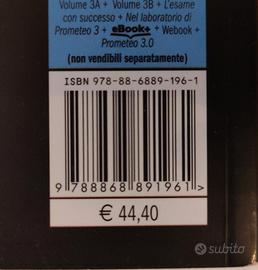 Volume 3A + Volume 3B + L'esame
con successo + Nel laboratorio di
Prometeo 3 + eBook+ + Webook +
Prometeo 3.0
(non vendibili separatamente)
ISBN 978-88-6889-196-1
9 788868 891961 >
€ 44,40
subito